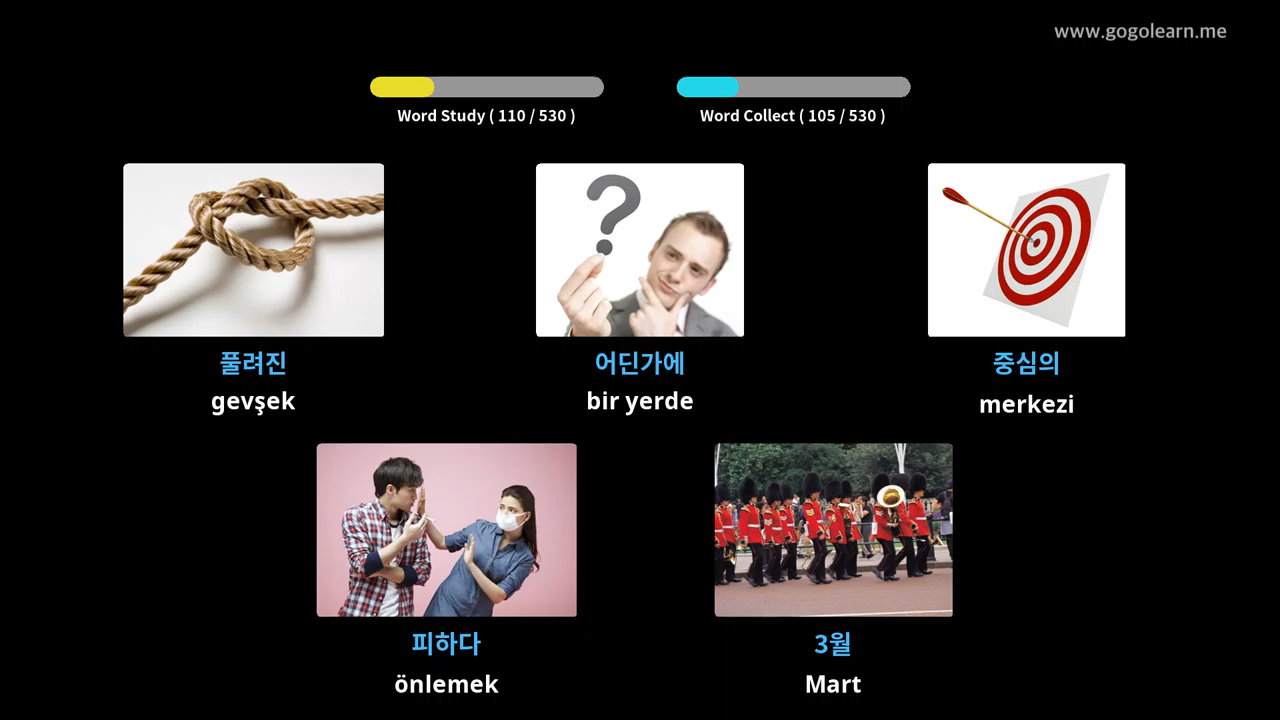 www.gogolearn.me
Word Study ( 110 / 530 )
Word Collect ( 105 / 530 )
풀려진
gevşek
어딘가에
bir yerde
중심의
merkezi
피하다
önlemek
3월
Mart